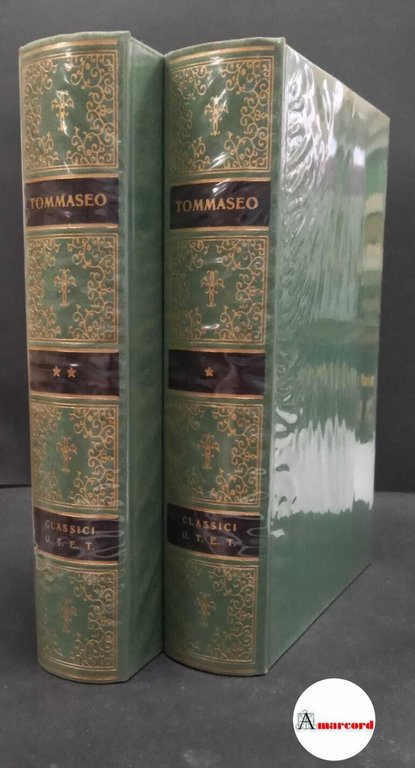 TOMMASEO
★★
CLASSICI
U. T. E. T.
TOMMASEO
★
CLASSICI
U. T. E. T.
Amarcord